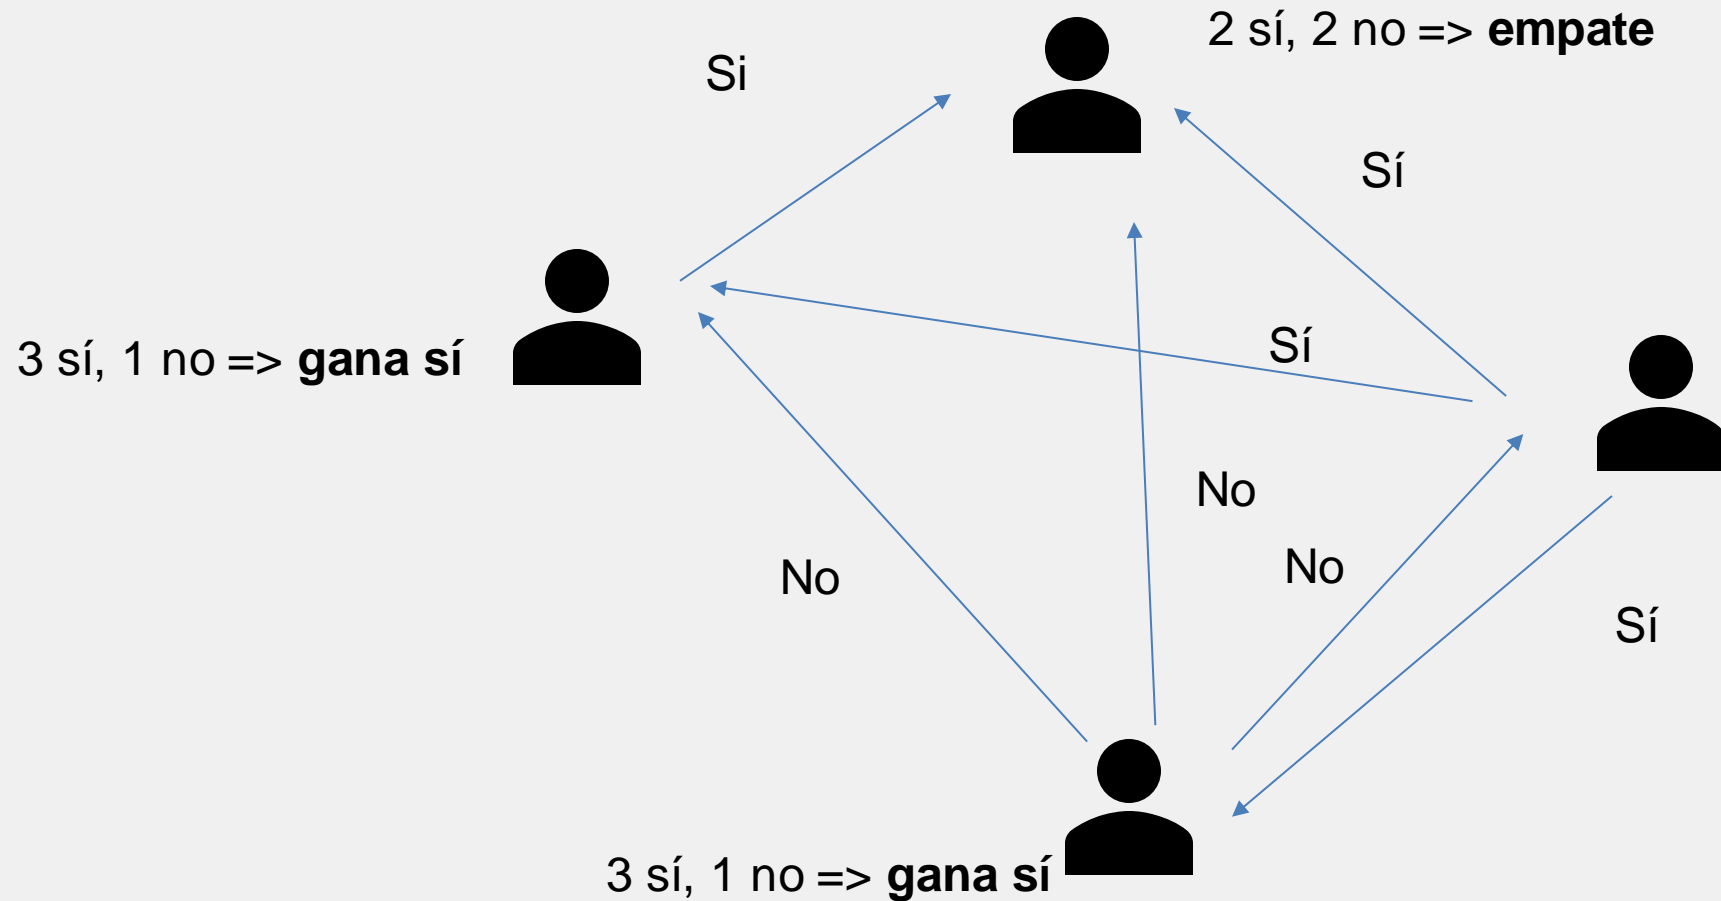 2 sí, 2 no => empate
Si
Sí
Sí
3 sí, 1 no => gana sí
No
No
No
Sí
3 sí, 1 no => gana sí